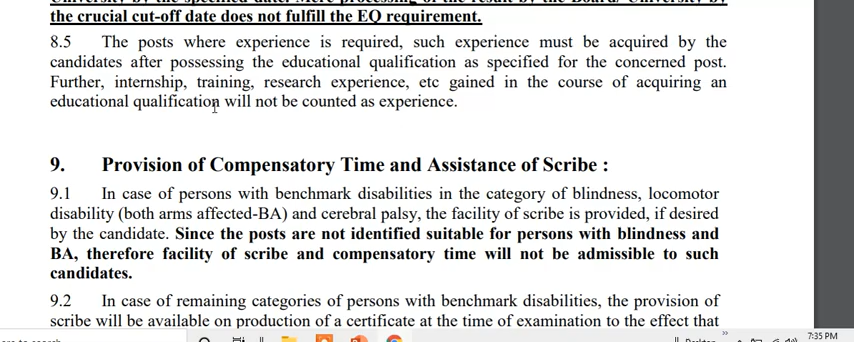 the crucial cut-off date does not fulfill the EQ requirement.
8.5 The posts where experience is required, such experience must be acquired by the
candidates after possessing the educational qualification as specified for the concerned post.
Further, internship, training, research experience, etc gained in the course of acquiring an
educational qualification will not be counted as experience.
9. Provision of Compensatory Time and Assistance of Scribe :
9.1 In case of persons with benchmark disabilities in the category of blindness, locomotor
disability (both arms affected-BA) and cerebral palsy, the facility of scribe is provided, if desired
by the candidate. Since the posts are not identified suitable for persons with blindness and
BA, therefore facility of scribe and compensatory time will not be admissible to such
candidates.
9.2 In case of remaining categories of persons with benchmark disabilities, the provision of
scribe will be available on production of a certificate at the time of examination to the effect that
7:35 PM